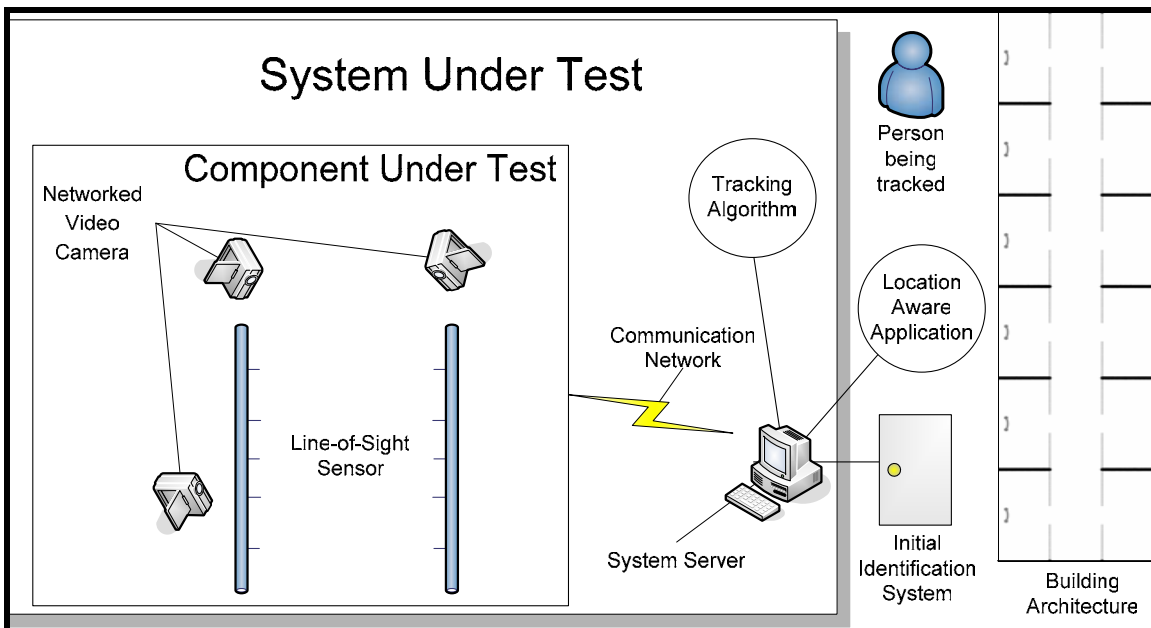 System Under Test
Component Under Test
Networked
Video
Camera
Line-of-Sight
Sensor
Communication
Network
Tracking
Algorithm
System Server
Person
being
tracked
Location
Aware
Application
Initial
Identification
System
Building
Architecture